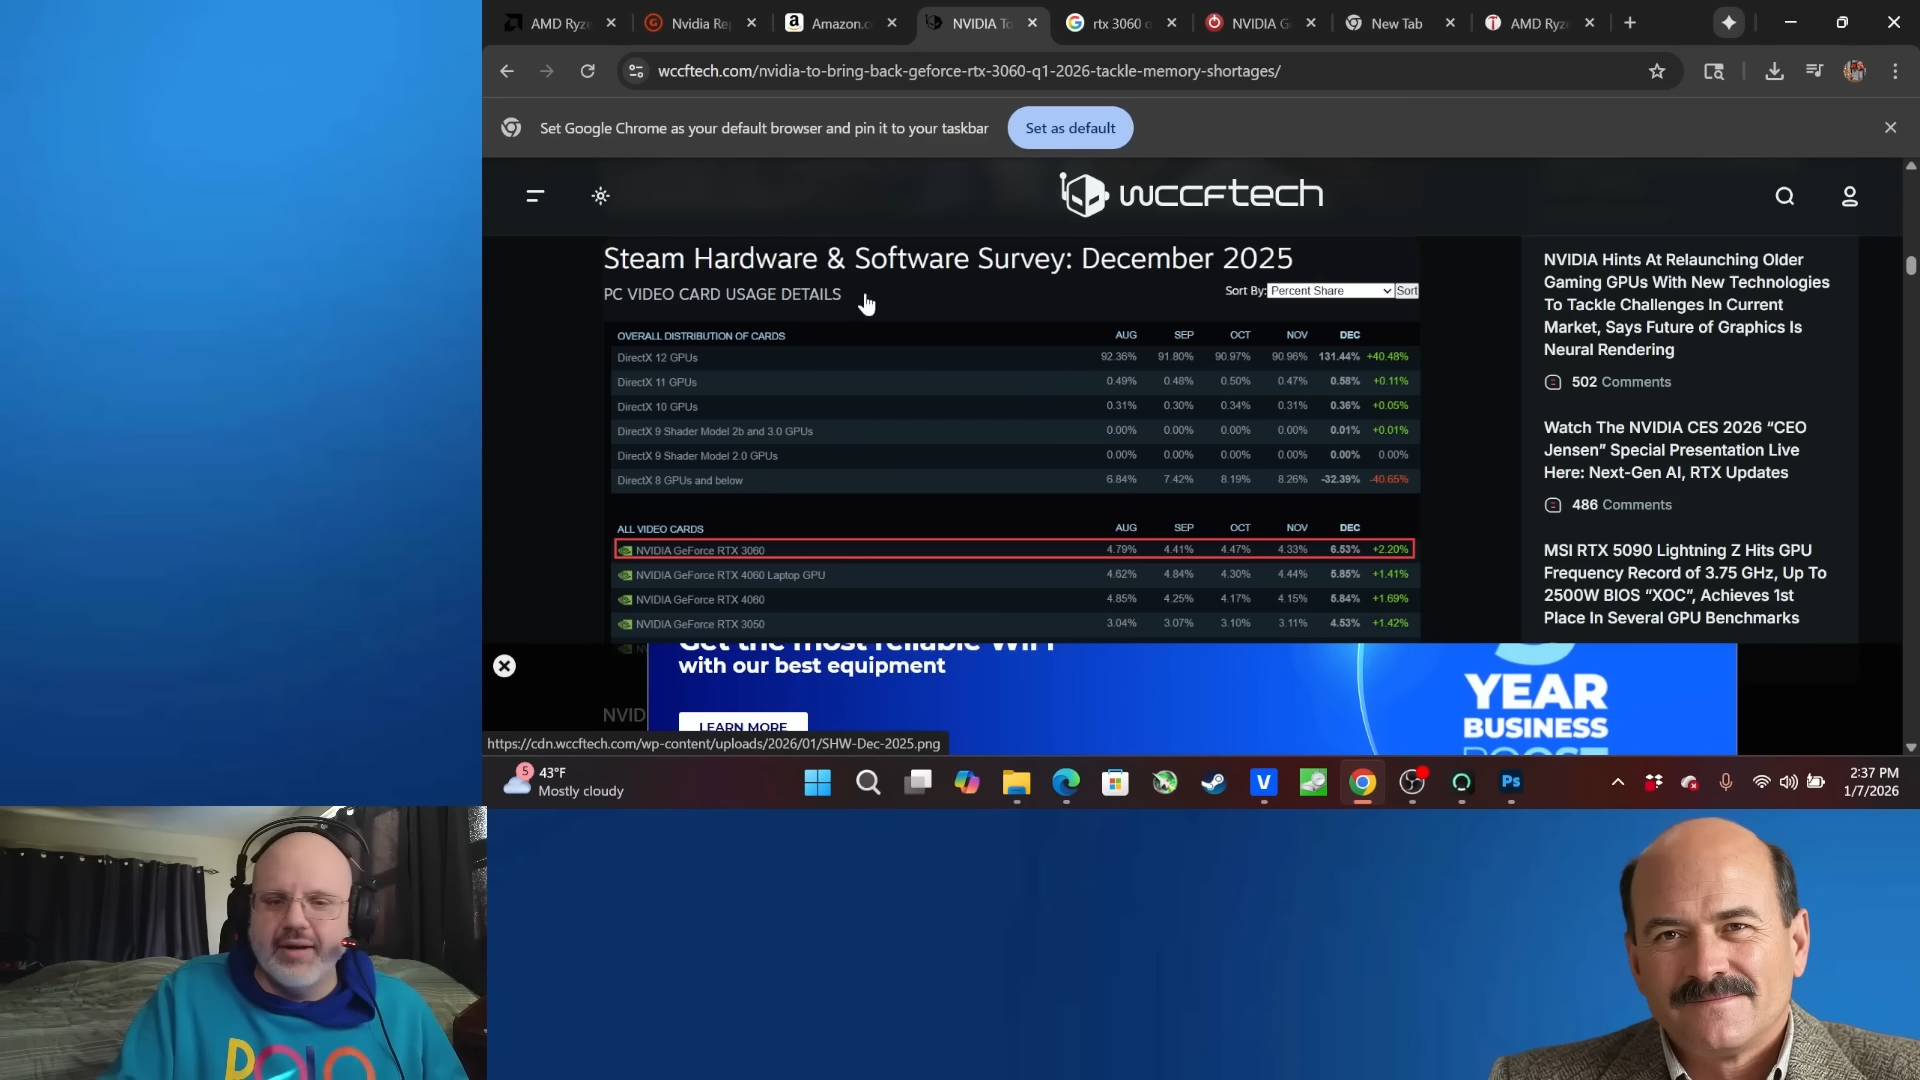 AMD Ryze
Nvidia Re
Amazon.c
NVIDIA To
rtx 3060 o
NVIDIA G
New Tab
AMD Ryz
wccftech.com/nvidia-to-bring-back-geforce-rtx-3060-q1-2026-tackle-memory-shortages/
Set Google Chrome as your default browser and pin it to your taskbar
Set as default
wccftech
Steam Hardware & Software Survey: December 2025
PC VIDEO CARD USAGE DETAILS
Sort By: Percent Share Sort
OVERALL DISTRIBUTION OF CARDS AUG SEP OCT NOV DEC
DirectX 12 GPUs 92.36% 91.80% 90.97% 90.96% 131.44% +40.48%
DirectX 11 GPUs 0.49% 0.48% 0.50% 0.47% 0.58% +0.11%
DirectX 10 GPUs 0.31% 0.30% 0.34% 0.31% 0.36% +0.05%
DirectX 9 Shader Model 2b and 3.0 GPUs 0.00% 0.00% 0.00% 0.00% 0.01% +0.01%
DirectX 9 Shader Model 2.0 GPUs 0.00% 0.00% 0.00% 0.00% 0.00% 0.00%
DirectX 8 GPUs and below 6.84% 7.42% 8.19% 8.26% -32.39% -40.65%
ALL VIDEO CARDS AUG SEP OCT NOV DEC
NVIDIA GeForce RTX 3060 4.79% 4.41% 4.47% 4.33% 6.53% +2.20%
NVIDIA GeForce RTX 4060 Laptop GPU 4.62% 4.84% 4.30% 4.44% 5.85% +1.41%
NVIDIA GeForce RTX 4060 4.85% 4.25% 4.17% 4.15% 5.84% +1.69%
NVIDIA GeForce RTX 3050 3.04% 3.07% 3.10% 3.11% 4.53% +1.42%
NVIDIA Hints At Relaunching Older
Gaming GPUs With New Technologies
To Tackle Challenges In Current
Market, Says Future of Graphics Is
Neural Rendering
502 Comments
Watch The NVIDIA CES 2026 “CEO
Jensen” Special Presentation Live
Here: Next-Gen AI, RTX Updates
486 Comments
MSI RTX 5090 Lightning Z Hits GPU
Frequency Record of 3.75 GHz, Up To
2500W BIOS “XOC”, Achieves 1st
Place In Several GPU Benchmarks
Get the most reliable WiFi
with our best equipment
LEARN MORE
YEAR
BUSINESS
BOOST
NVID
https://cdn.wccftech.com/wp-content/uploads/2026/01/SHW-Dec-2025.png
5
43°F
Mostly cloudy
V
Ps
2:37 PM
1/7/2026
POLO